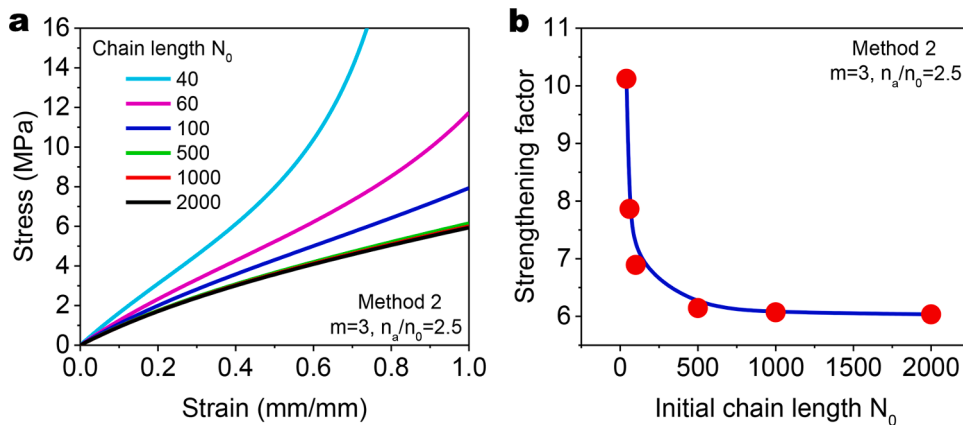 a
16
14
12
10
8
6
4
2
0
Stress (MPa)
Chain length N₀
40
60
100
500
1000
2000
Method 2
m=3, nₐ/n₀=2.5
0.0 0.2 0.4 0.6 0.8 1.0
Strain (mm/mm)
b
11
10
9
8
7
6
Strengthening factor
Method 2
m=3, nₐ/n₀=2.5
0 500 1000 1500 2000
Initial chain length N₀